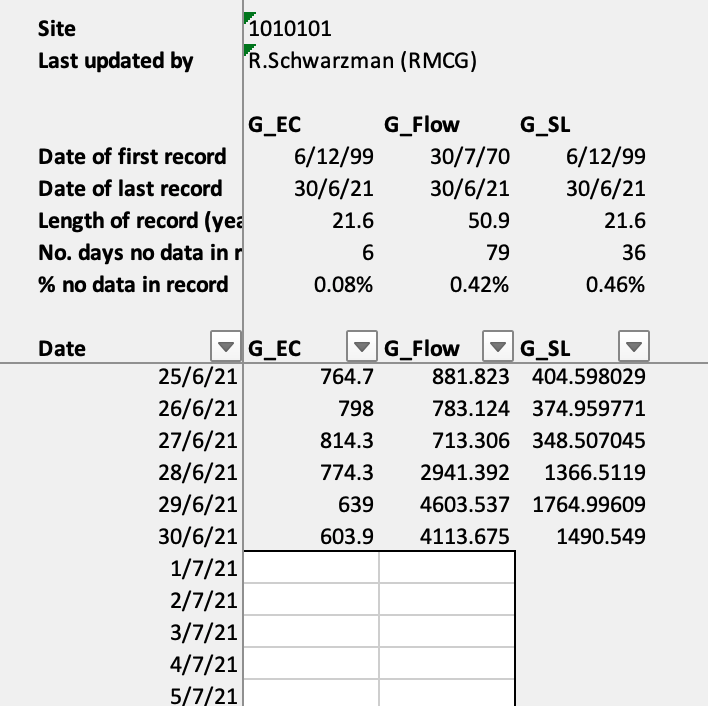 Site 1010101
Last updated by R.Schwarzman (RMCG)
G_EC G_Flow G_SL
Date of first record 6/12/99 30/7/70 6/12/99
Date of last record 30/6/21 30/6/21 30/6/21
Length of record (yea 21.6 50.9 21.6
No. days no data in r 6 79 36
% no data in record 0.08% 0.42% 0.46%
Date G_EC G_Flow G_SL
25/6/21 764.7 881.823 404.598029
26/6/21 798 783.124 374.959771
27/6/21 814.3 713.306 348.507045
28/6/21 774.3 2941.392 1366.5119
29/6/21 639 4603.537 1764.99609
30/6/21 603.9 4113.675 1490.549
1/7/21
2/7/21
3/7/21
4/7/21
5/7/21